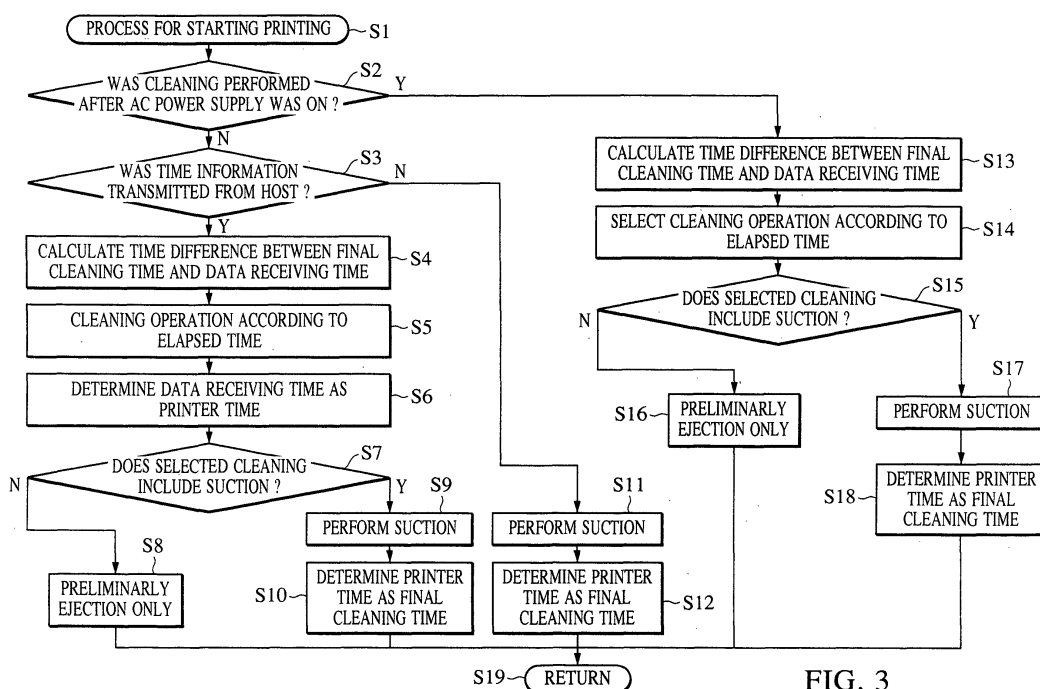 PROCESS FOR STARTING PRINTING
S1
S2
WAS CLEANING PERFORMED
AFTER AC POWER SUPPLY WAS ON ?
Y
N
S3
WAS TIME INFORMATION
TRANSMITTED FROM HOST ?
N
Y
CALCULATE TIME DIFFERENCE BETWEEN FINAL
CLEANING TIME AND DATA RECEIVING TIME
S4
CLEANING OPERATION ACCORDING TO
ELAPSED TIME
S5
DETERMINE DATA RECEIVING TIME AS
PRINTER TIME
S6
S7
DOES SELECTED CLEANING
INCLUDE SUCTION ?
N
Y
S8
PRELIMINARLY
EJECTION ONLY
S9
PERFORM SUCTION
S10
DETERMINE PRINTER
TIME AS FINAL
CLEANING TIME
S11
PERFORM SUCTION
DETERMINE PRINTER
TIME AS FINAL
CLEANING TIME
S12
CALCULATE TIME DIFFERENCE BETWEEN FINAL
CLEANING TIME AND DATA RECEIVING TIME
S13
SELECT CLEANING OPERATION ACCORDING TO
ELAPSED TIME
S14
S15
DOES SELECTED CLEANING
INCLUDE SUCTION ?
N
Y
S16
PRELIMINARLY
EJECTION ONLY
S17
PERFORM SUCTION
S18
DETERMINE PRINTER
TIME AS FINAL
CLEANING TIME
S19
RETURN
FIG. 3